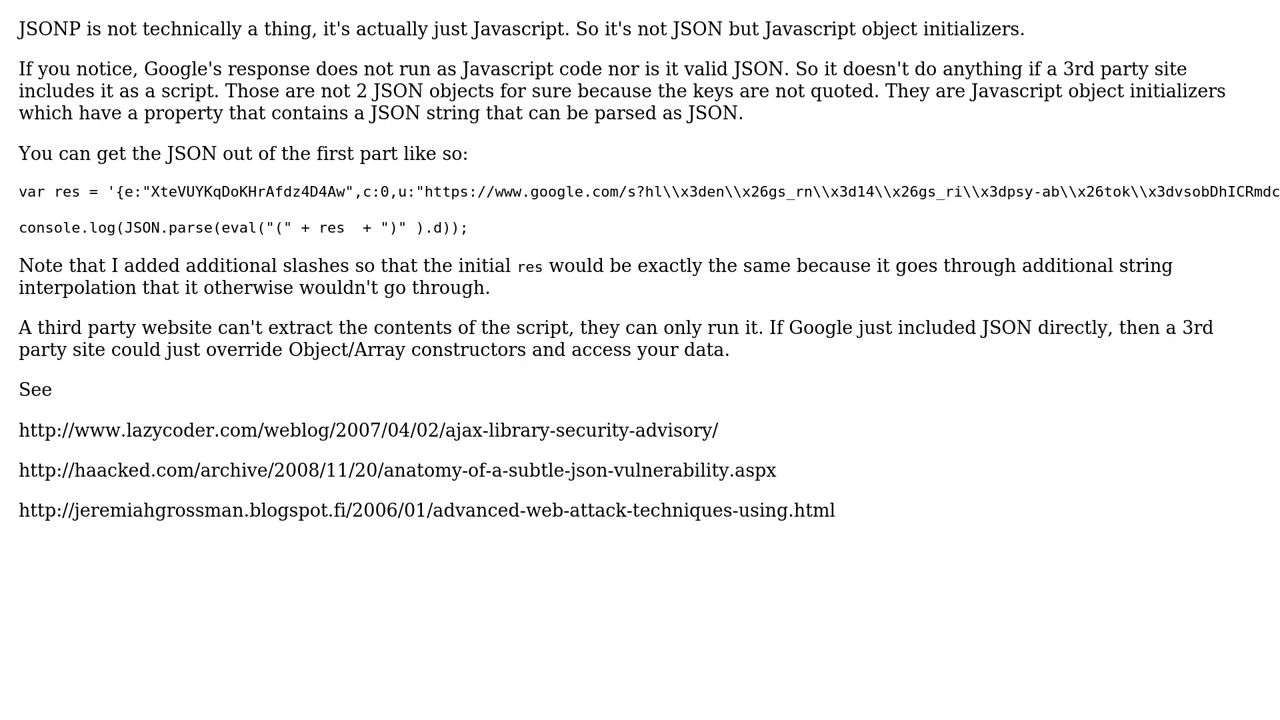 JSONP is not technically a thing, it's actually just Javascript. So it's not JSON but Javascript object initializers.
If you notice, Google's response does not run as Javascript code nor is it valid JSON. So it doesn't do anything if a 3rd party site
includes it as a script. Those are not 2 JSON objects for sure because the keys are not quoted. They are Javascript object initializers
which have a property that contains a JSON string that can be parsed as JSON.
You can get the JSON out of the first part like so:
var res = '{e:"XteVUYKqDoKHrAfdz4D4Aw",c:0,u:"https://www.google.com/s?hl\\x3den\\x26gs_rn\\x3d14\\x26gs_ri\\x3dpsy-ab\\x26tok\\x3dvsobDhICRmdc
console.log(JSON.parse(eval("(" + res  + ")" ).d));
Note that I added additional slashes so that the initial res would be exactly the same because it goes through additional string
interpolation that it otherwise wouldn't go through.
A third party website can't extract the contents of the script, they can only run it. If Google just included JSON directly, then a 3rd
party site could just override Object/Array constructors and access your data.
See
http://www.lazycoder.com/weblog/2007/04/02/ajax-library-security-advisory/
http://haacked.com/archive/2008/11/20/anatomy-of-a-subtle-json-vulnerability.aspx
http://jeremiahgrossman.blogspot.fi/2006/01/advanced-web-attack-techniques-using.html